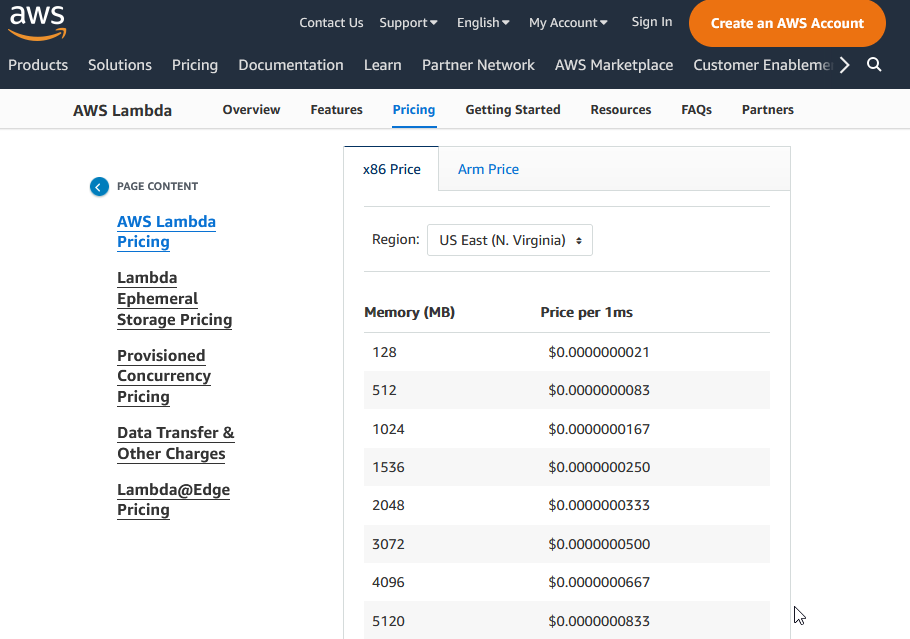 aws
Contact Us Support English My Account Sign In Create an AWS Account
Products Solutions Pricing Documentation Learn Partner Network AWS Marketplace Customer Enableme
AWS Lambda Overview Features Pricing Getting Started Resources FAQs Partners
PAGE CONTENT
AWS Lambda
Pricing
Lambda
Ephemeral
Storage Pricing
Provisioned
Concurrency
Pricing
Data Transfer &
Other Charges
Lambda@Edge
Pricing
x86 Price Arm Price
Region: US East (N. Virginia)
Memory (MB) Price per 1ms
128 $0.0000000021
512 $0.0000000083
1024 $0.0000000167
1536 $0.0000000250
2048 $0.0000000333
3072 $0.0000000500
4096 $0.0000000667
5120 $0.0000000833